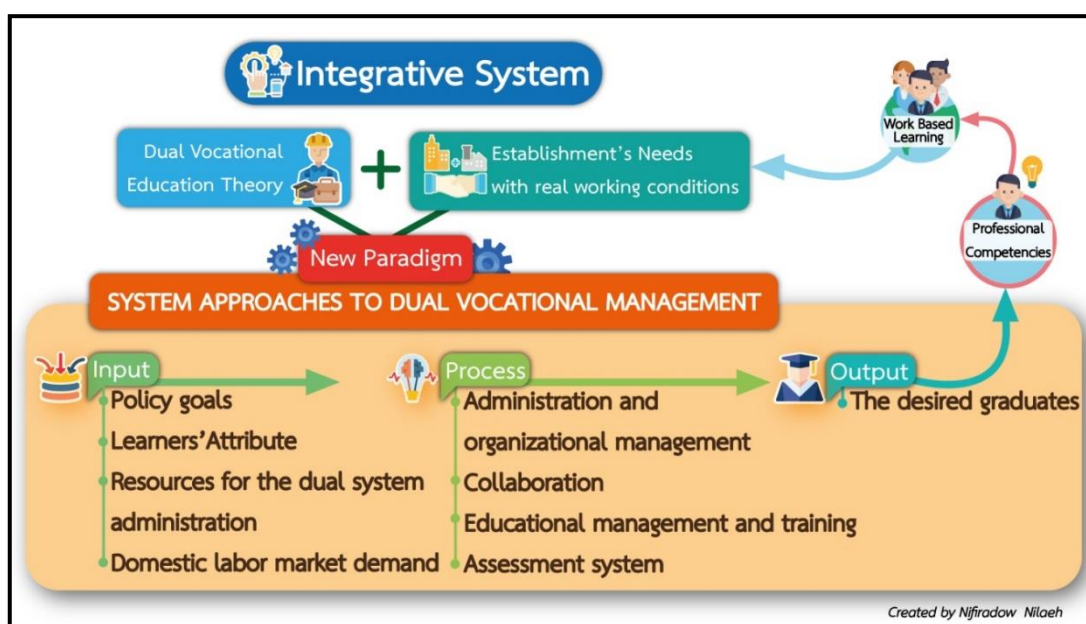 Integrative System
Dual Vocational
Education Theory
+
Establishment's Needs
with real working conditions
Work Based
Learning
Professional
Competencies
New Paradigm
SYSTEM APPROACHES TO DUAL VOCATIONAL MANAGEMENT
Input
Policy goals
Learners'Attribute
Resources for the dual system
administration
Domestic labor market demand
Process
Administration and
organizational management
Collaboration
Educational management and training
Assessment system
Output
The desired graduates
Created by Nifiradow Nilaeh